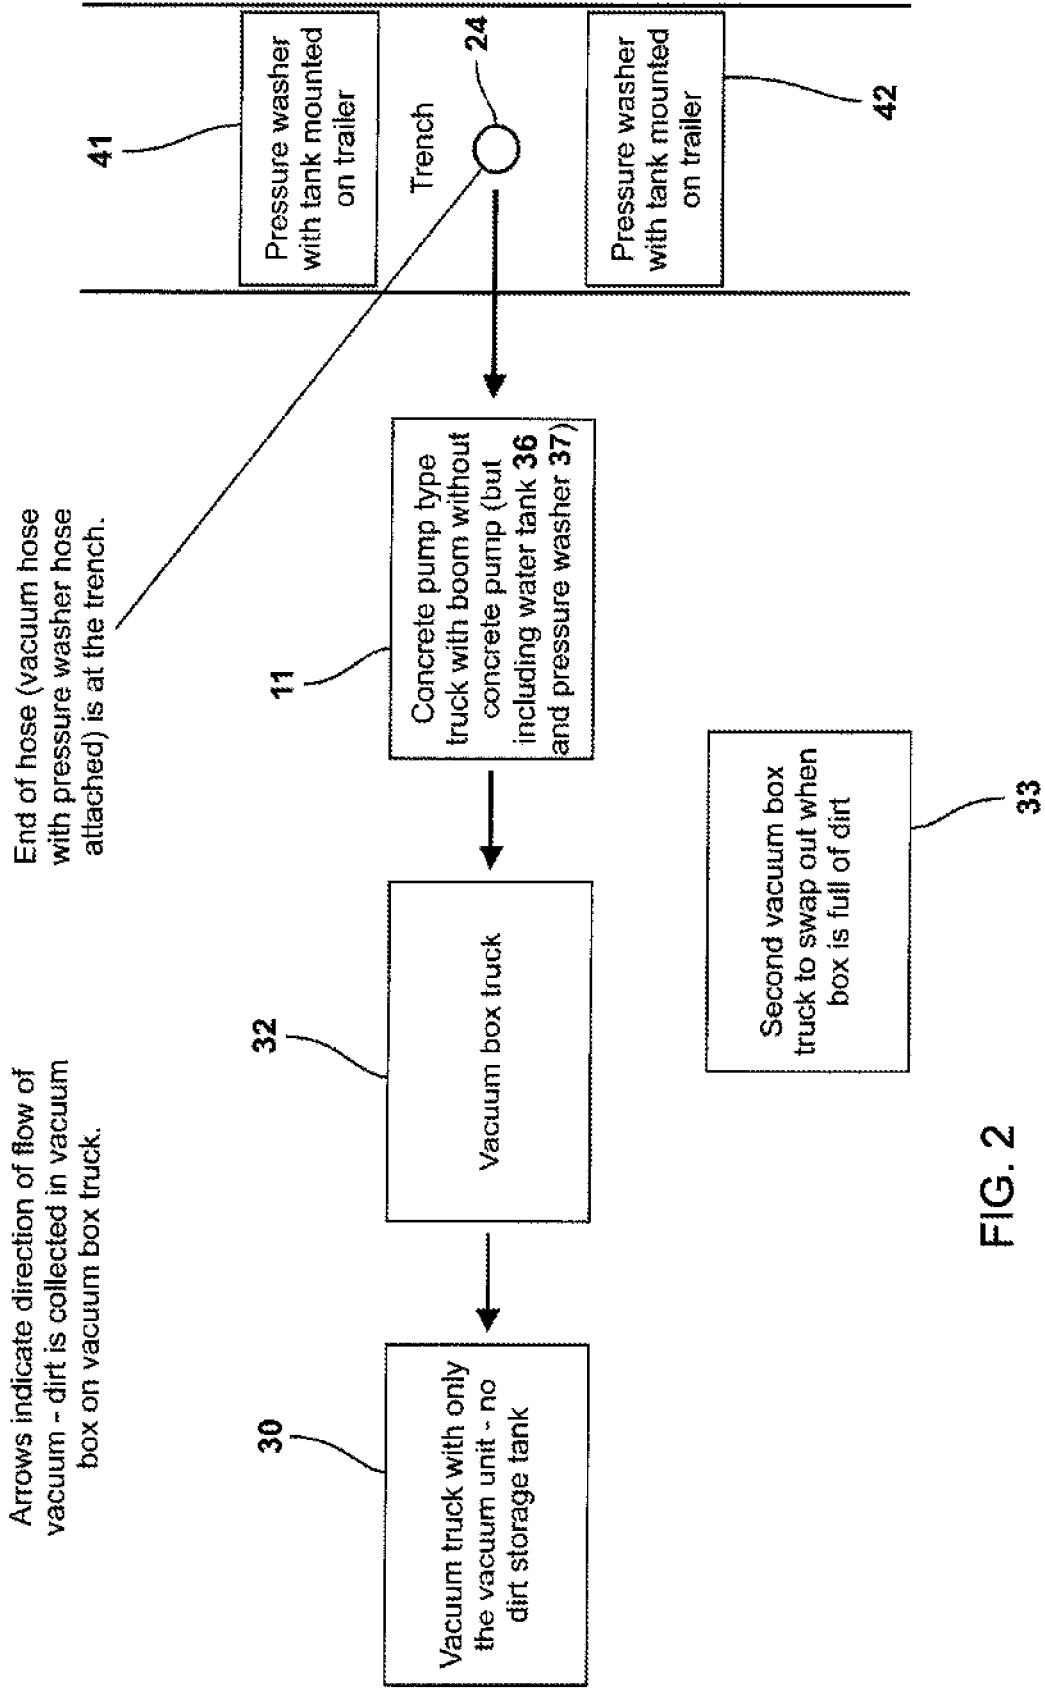 Arrows indicate direction of flow of
vacuum - dirt is collected in vacuum
box on vacuum box truck.
End of hose (vacuum hose
with pressure washer hose
attached) is at the trench.
30
Vacuum truck with only
the vacuum unit - no
dirt storage tank
32
Vacuum box truck
11
Concrete pump type
truck with boom without
concrete pump (but
including water tank 36
and pressure washer 37)
41
Pressure washer
with tank mounted
on trailer
Trench
24
Pressure washer
with tank mounted
on trailer
42
Second vacuum box
truck to swap out when
box is full of dirt
33
FIG. 2